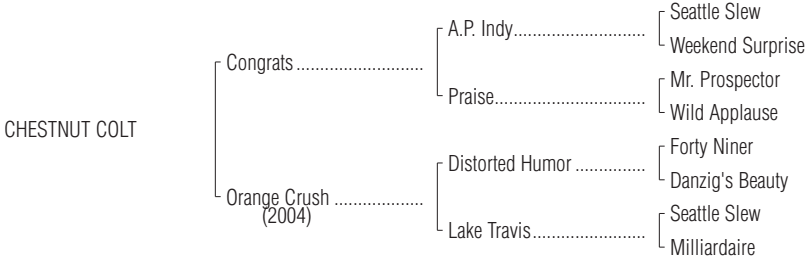 Seattle Slew
A.P. Indy..............................
Weekend Surprise
Congrats ...........................
Mr. Prospector
Praise..................................
Wild Applause
CHESTNUT COLT
Forty Niner
Distorted Humor ...............
Danzig's Beauty
Orange Crush ...................
(2004)
Seattle Slew
Lake Travis.........................
Milliardaire